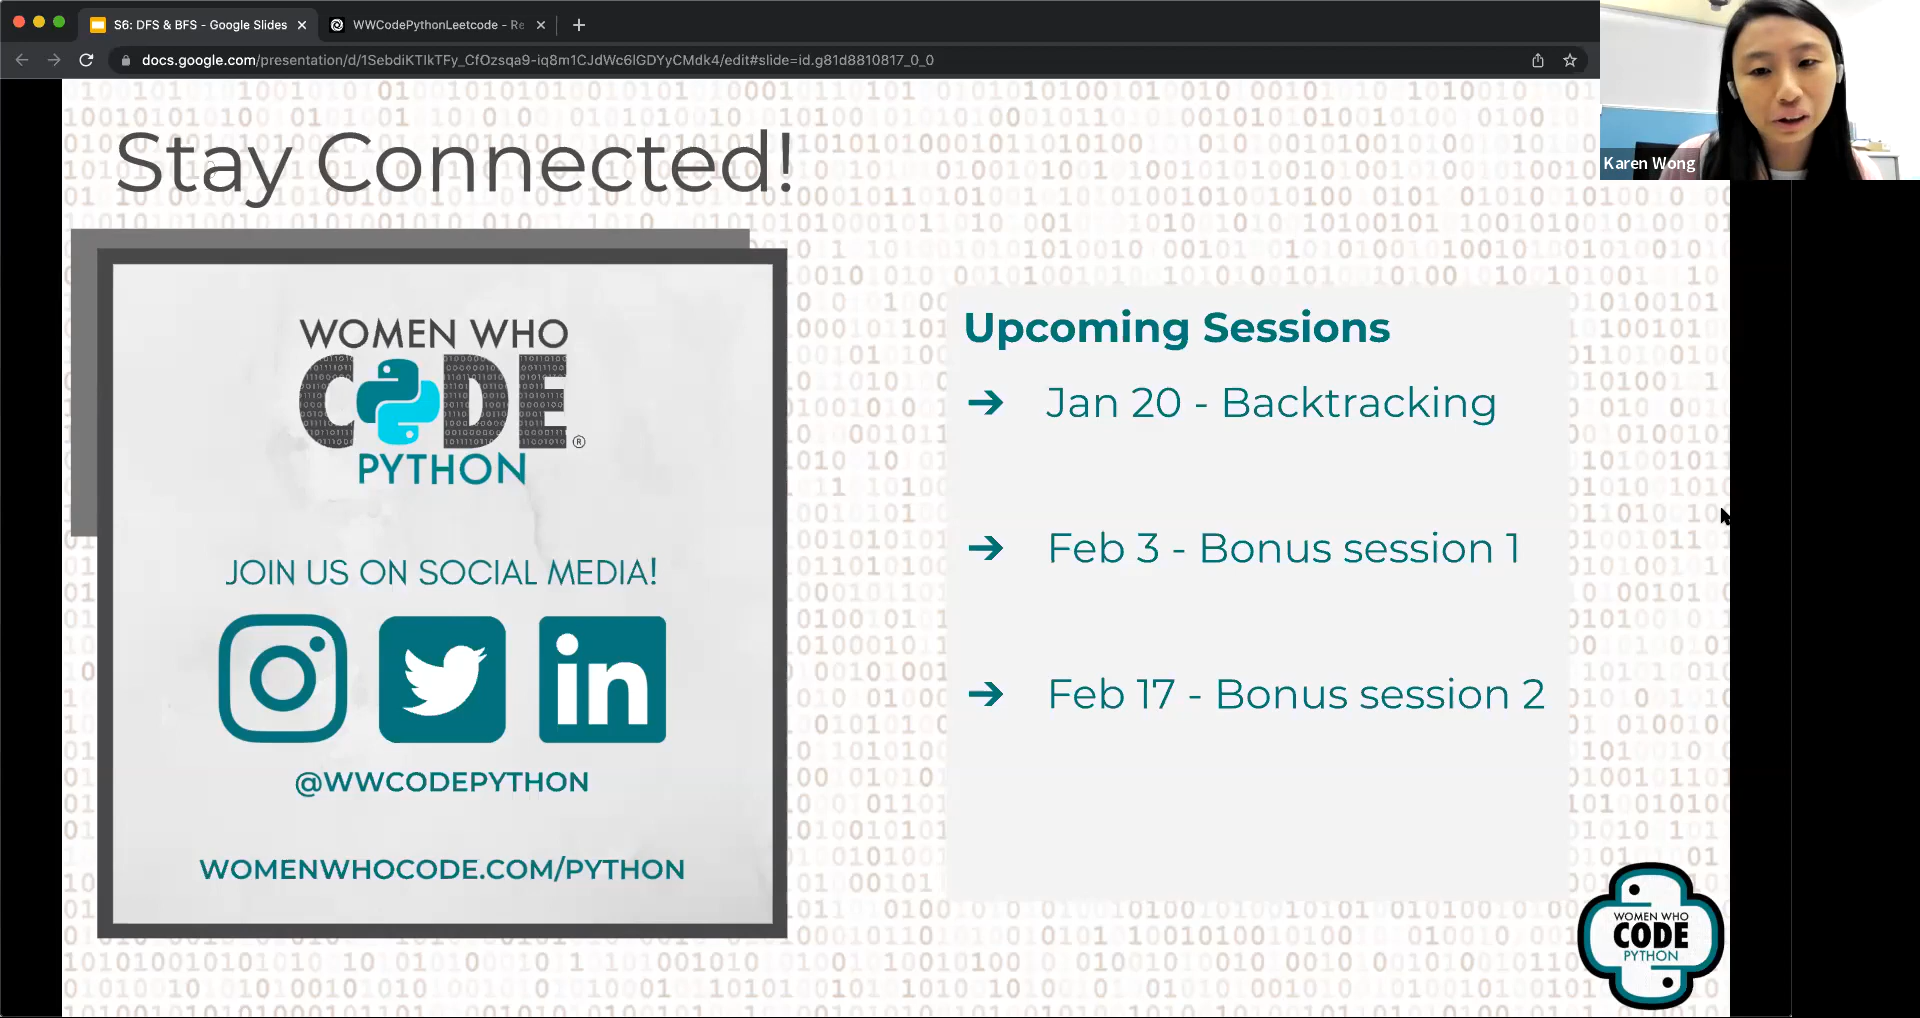 S6: DFS & BFS - Google Slides
WWCodePythonLeetcode - Re
docs.google.com/presentation/d/1SebdiKTlkTFy_CfOzsqa9-iq8m1CJdWc6lGDYyCMdk4/edit#slide=id.g81d8810817_0_0
Karen Wong
Stay Connected!
WOMEN WHO
CODE
®
PYTHON
JOIN US ON SOCIAL MEDIA!
in
@WWCODEPYTHON
WOMENWHOCODE.COM/PYTHON
Upcoming Sessions
➔ Jan 20 - Backtracking
➔ Feb 3 - Bonus session 1
➔ Feb 17 - Bonus session 2
WOMEN WHO
CODE
PYTHON